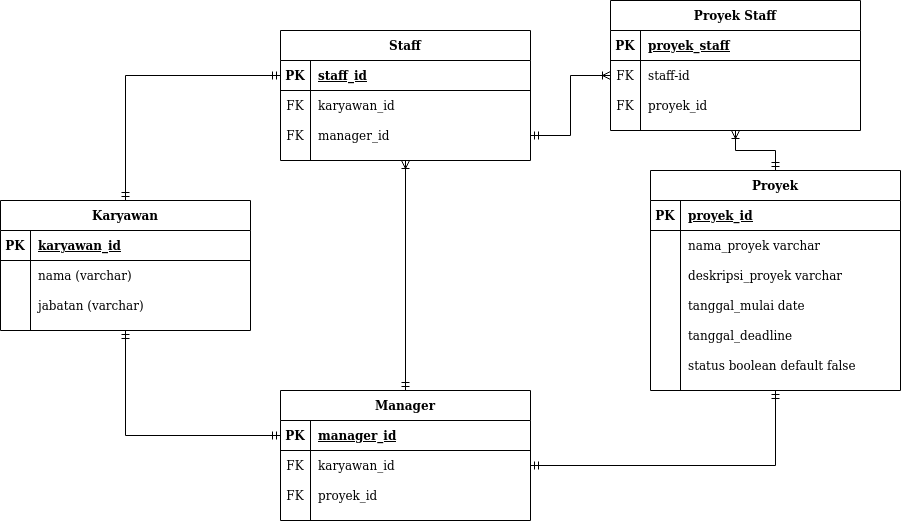 Proyek Staff
PK proyek_staff
FK staff-id
FK proyek_id
Staff
PK staff_id
FK karyawan_id
FK manager_id
Proyek
PK proyek_id
nama_proyek varchar
deskripsi_proyek varchar
tanggal_mulai date
tanggal_deadline
status boolean default false
Karyawan
PK karyawan_id
nama (varchar)
jabatan (varchar)
Manager
PK manager_id
FK karyawan_id
FK proyek_id